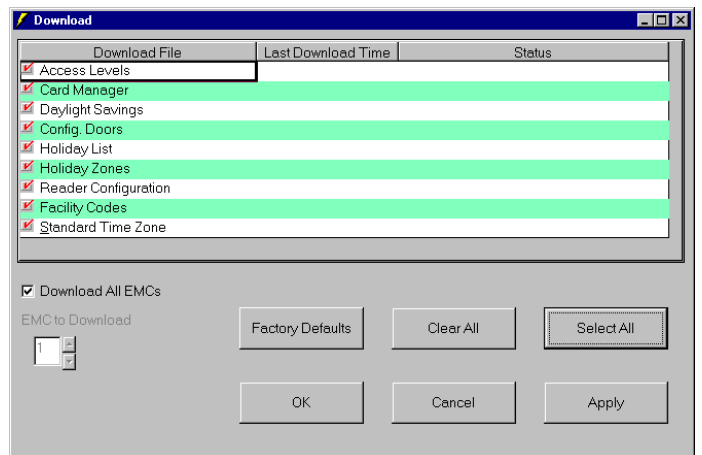 Download
Download File Last Download Time Status
Access Levels
Card Manager
Daylight Savings
Config. Doors
Holiday List
Holiday Zones
Reader Configuration
Facility Codes
Standard Time Zone
Download All EMCs
EMC to Download
1
Factory Defaults Clear All Select All
OK Cancel Apply